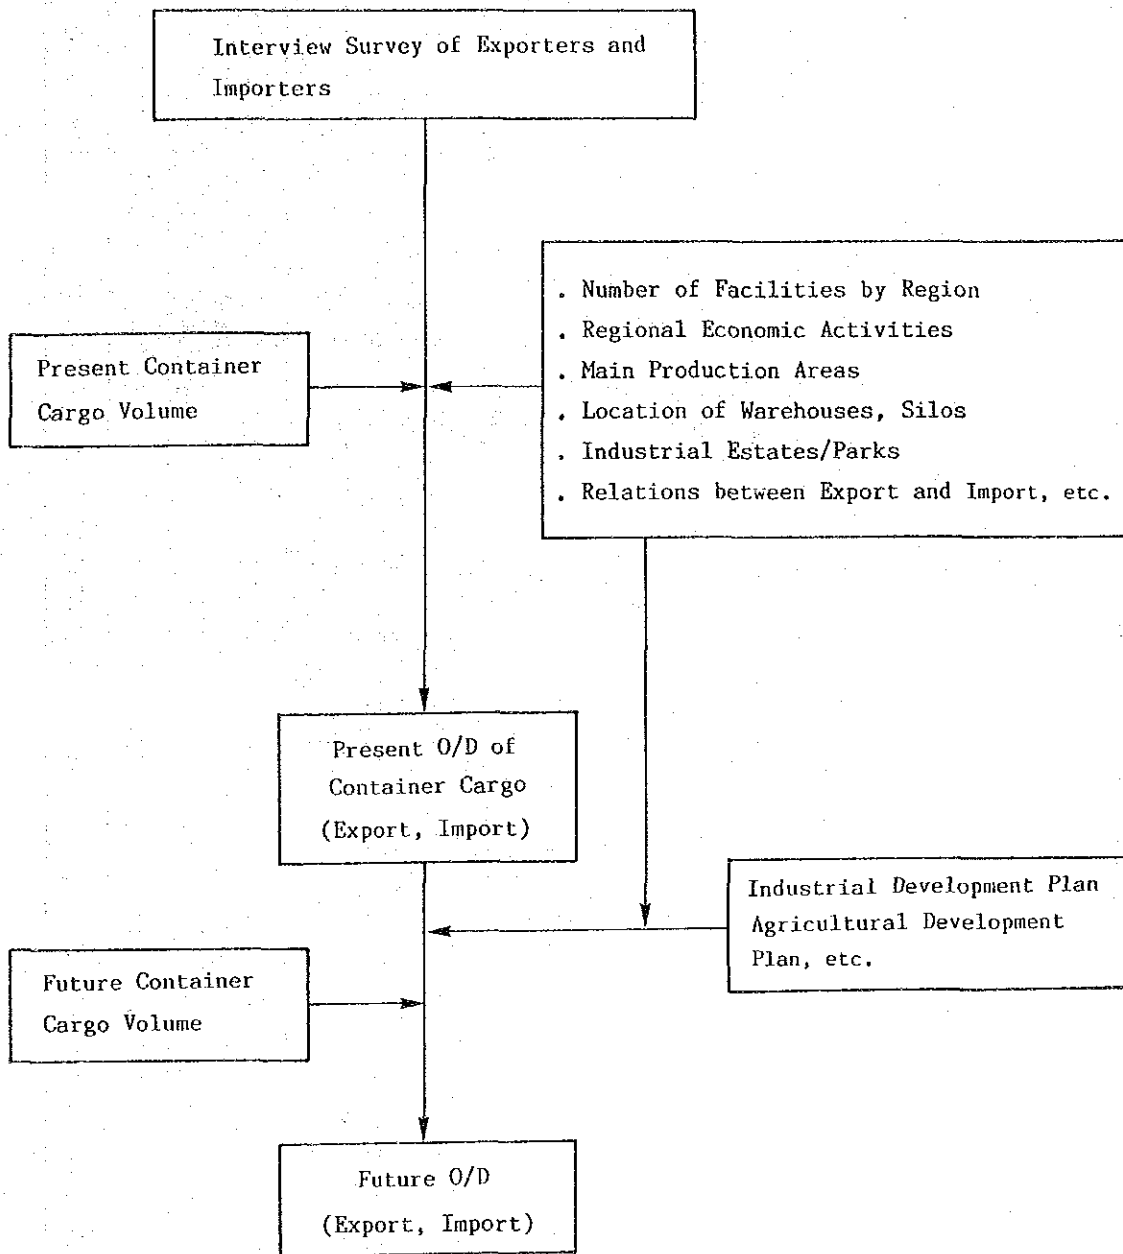 Interview Survey of Exporters and
Importers
. Number of Facilities by Region
. Regional Economic Activities
. Main Production Areas
. Location of Warehouses, Silos
. Industrial Estates/Parks
. Relations between Export and Import, etc.
Present Container
Cargo Volume
Present O/D of
Container Cargo
(Export, Import)
Industrial Development Plan
Agricultural Development
Plan, etc.
Future Container
Cargo Volume
Future O/D
(Export, Import)